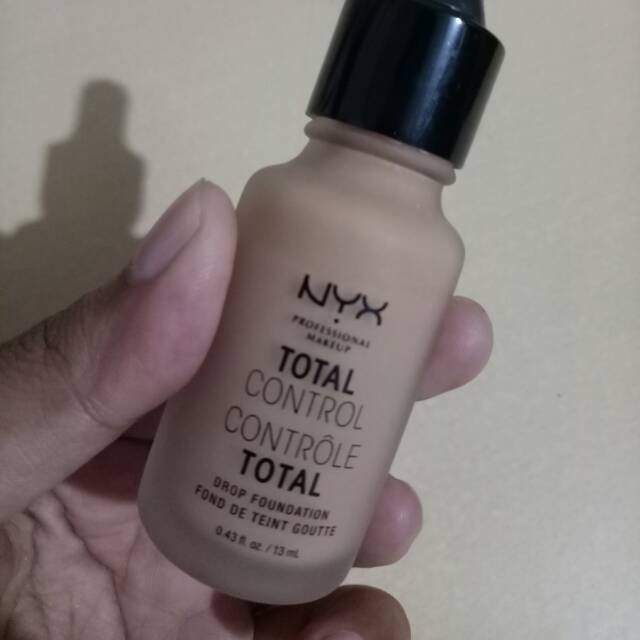 NYX
PROFESSIONAL
MAKEUP
TOTAL
CONTROL
CONTRÔLE
TOTAL
DROP FOUNDATION
FOND DE TEINT GOUTTE
0.43 fl. oz. / 13 mL